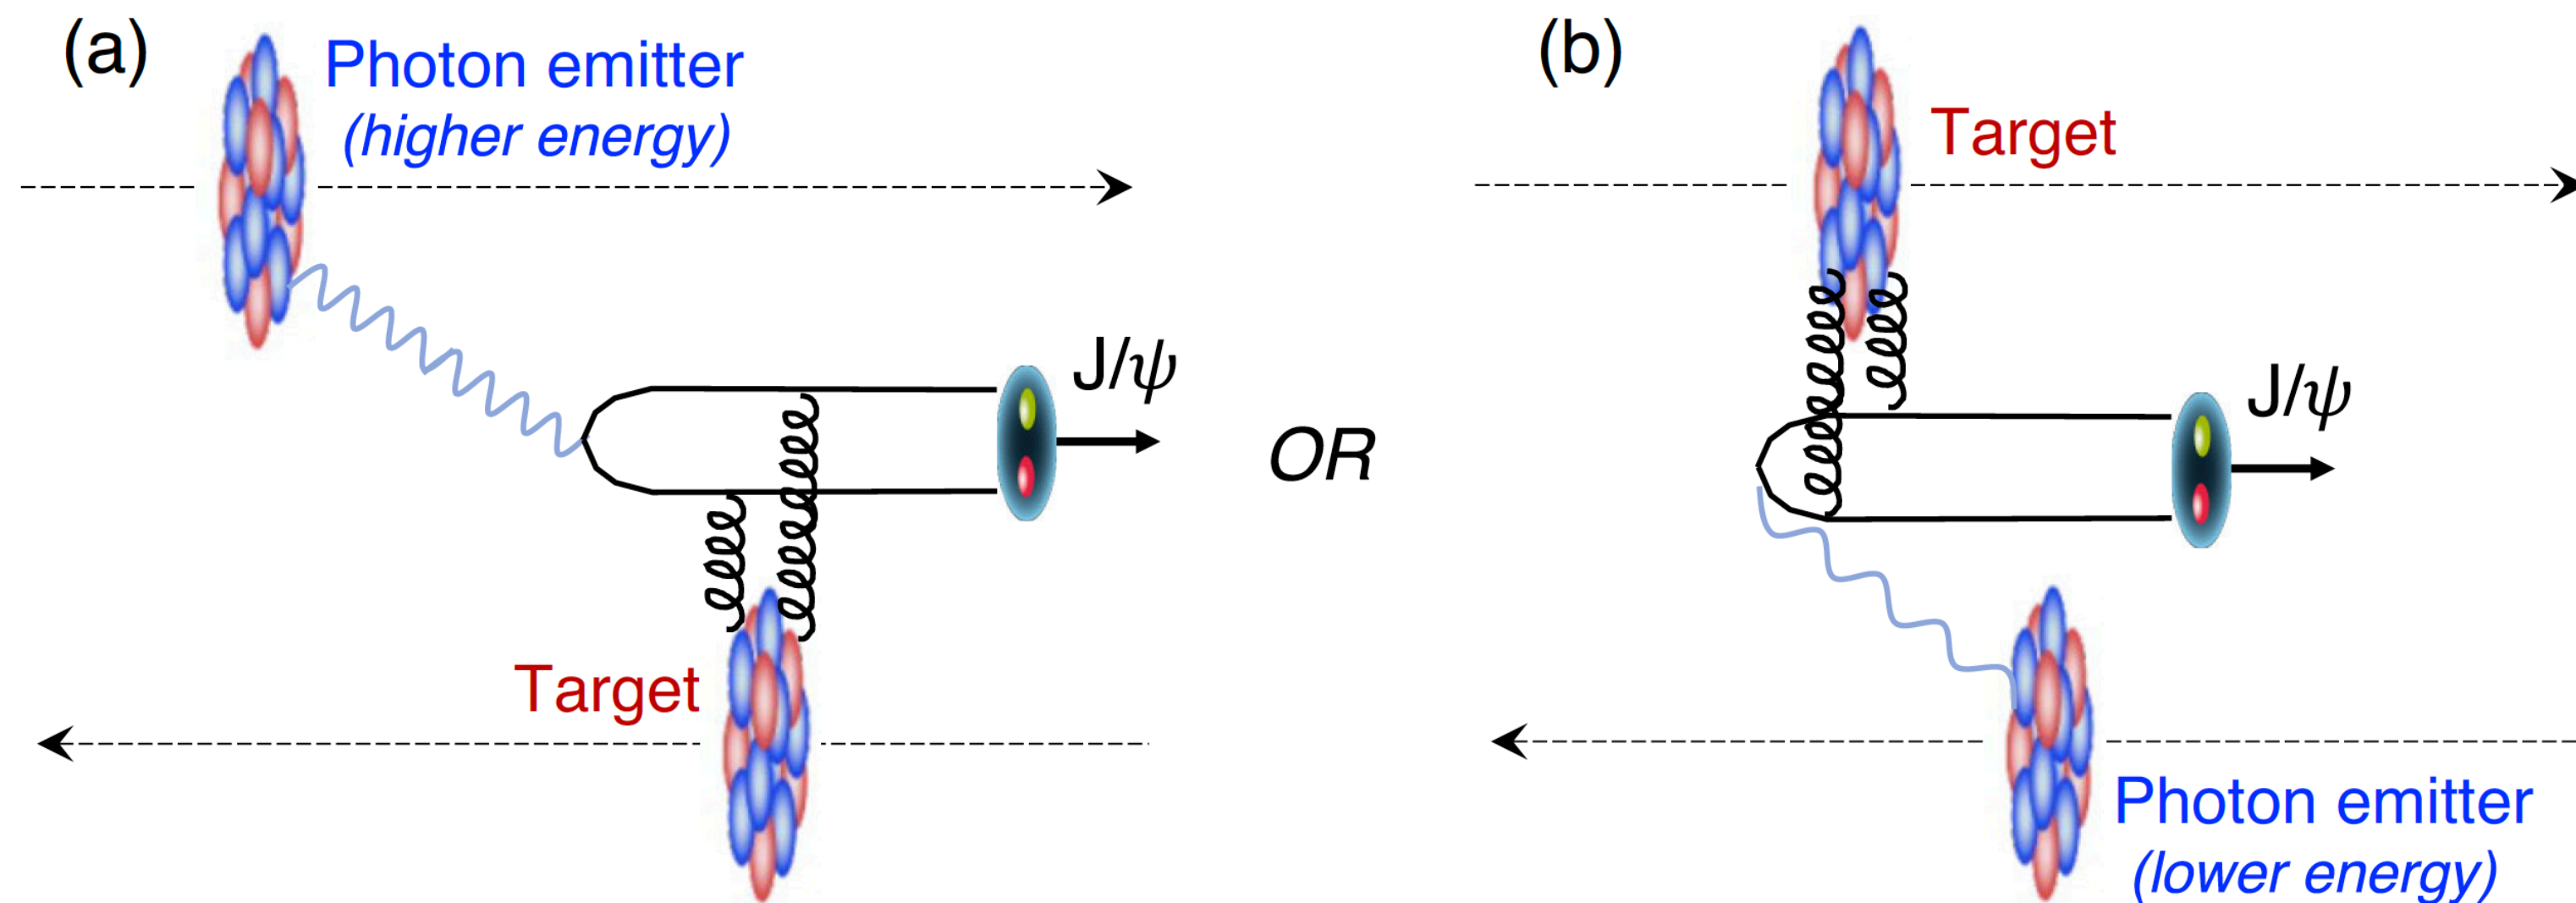 (a)
Photon emitter
(higher energy)
Target
J/ψ
OR
(b)
Target
J/ψ
Photon emitter
(lower energy)